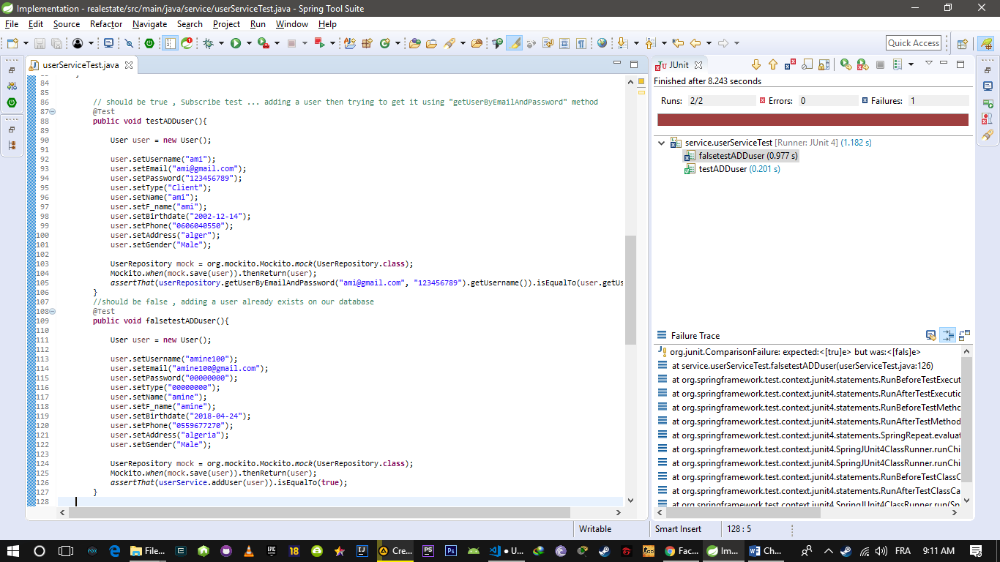 Implementation - realestate/src/main/java/service/userServiceTest.java - Spring Tool Suite
File Edit Source Refactor Navigate Search Project Run Window Help
Quick Access
userServiceTest.java
84
85
86 // should be true , Subscribe test ... adding a user then trying to get it using "getUserByEmailAndPassword" method
87 @Test
88 public void testADDuser(){
89
90 User user = new User();
91
92 user.setUsername("ami");
93 user.setEmail("ami@gmail.com");
94 user.setPassword("123456789");
95 user.setType("Client");
96 user.setName("ami");
97 user.setF_name("ami");
98 user.setBirthdate("2002-12-14");
99 user.setPhone("0606040550");
100 user.setAddress("alger");
101 user.setGender("Male");
102
103 UserRepository mock = org.mockito.Mockito.mock(UserRepository.class);
104 Mockito.when(mock.save(user)).thenReturn(user);
105 assertThat(userRepository.getUserByEmailAndPassword("ami@gmail.com", "123456789").getUsername()).isEqualTo(user.getUs
106 }
107 //should be false , adding a user already exists on our database
108 @Test
109 public void falsetestADDuser(){
110
111 User user = new User();
112
113 user.setUsername("amine100");
114 user.setEmail("amine100@gmail.com");
115 user.setPassword("00000000");
116 user.setType("00000000");
117 user.setName("amine");
118 user.setF_name("amine");
119 user.setBirthdate("2018-04-24");
120 user.setPhone("0559677270");
121 user.setAddress("algeria");
122 user.setGender("Male");
123
124 UserRepository mock = org.mockito.Mockito.mock(UserRepository.class);
125 Mockito.when(mock.save(user)).thenReturn(user);
126 assertThat(userService.addUser(user)).isEqualTo(true);
127 }
128
JUnit
Finished after 8.243 seconds
Runs: 2/2 Errors: 0 Failures: 1
service.userServiceTest [Runner: JUnit 4] (1.182 s)
falsetestADDuser (0.977 s)
testADDuser (0.201 s)
Failure Trace
org.junit.ComparisonFailure: expected:<[tru]e> but was:<[fals]e>
at service.userServiceTest.falsetestADDuser(userServiceTest.java:126)
at org.springframework.test.context.junit4.statements.RunBeforeTestExecut
at org.springframework.test.context.junit4.statements.RunAfterTestExecutic
at org.springframework.test.context.junit4.statements.RunBeforeTestMetho
at org.springframework.test.context.junit4.statements.RunAfterTestMethod
at org.springframework.test.context.junit4.statements.SpringRepeat.evaluat
at org.springframework.test.context.junit4.SpringJUnit4ClassRunner.runChi
at org.springframework.test.context.junit4.SpringJUnit4ClassRunner.runChi
at org.springframework.test.context.junit4.statements.RunBeforeTestClassC
at org.springframework.test.context.junit4.statements.RunAfterTestClassCa
at org.springframework.test.context.junit4.SpringJUnit4ClassRunner.run(Sp
Writable Smart Insert 128 : 5
File... Cre... U... Fac... Im... Ch... FRA 9:11 AM